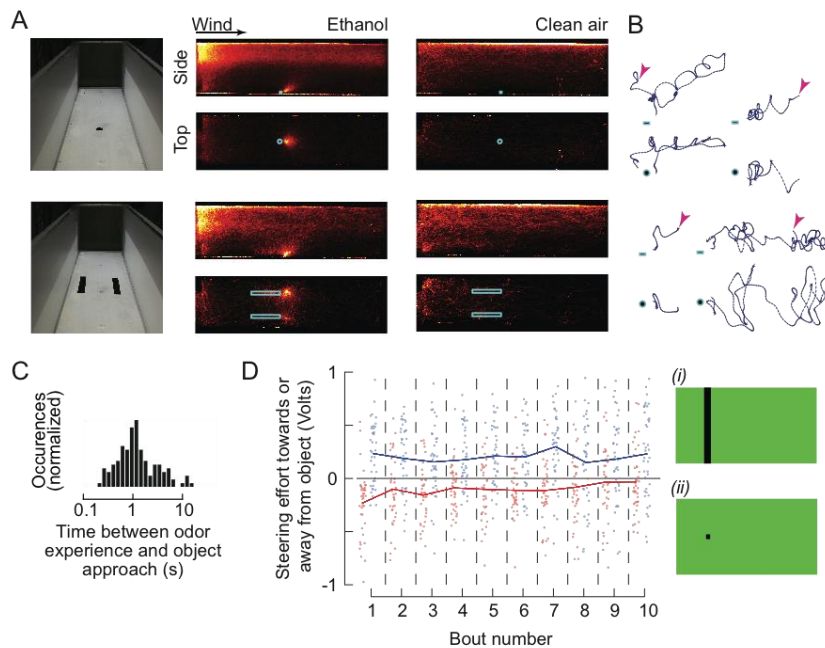 A
Wind
Ethanol
Clean air
Side
Top
B
C
Occurences
(normalized)
0.1
1
10
Time between odor
experience and object
approach (s)
D
Steering effort towards or
away from object (Volts)
1
0
-1
1 2 3 4 5 6 7 8 9 10
Bout number
(i)
(ii)